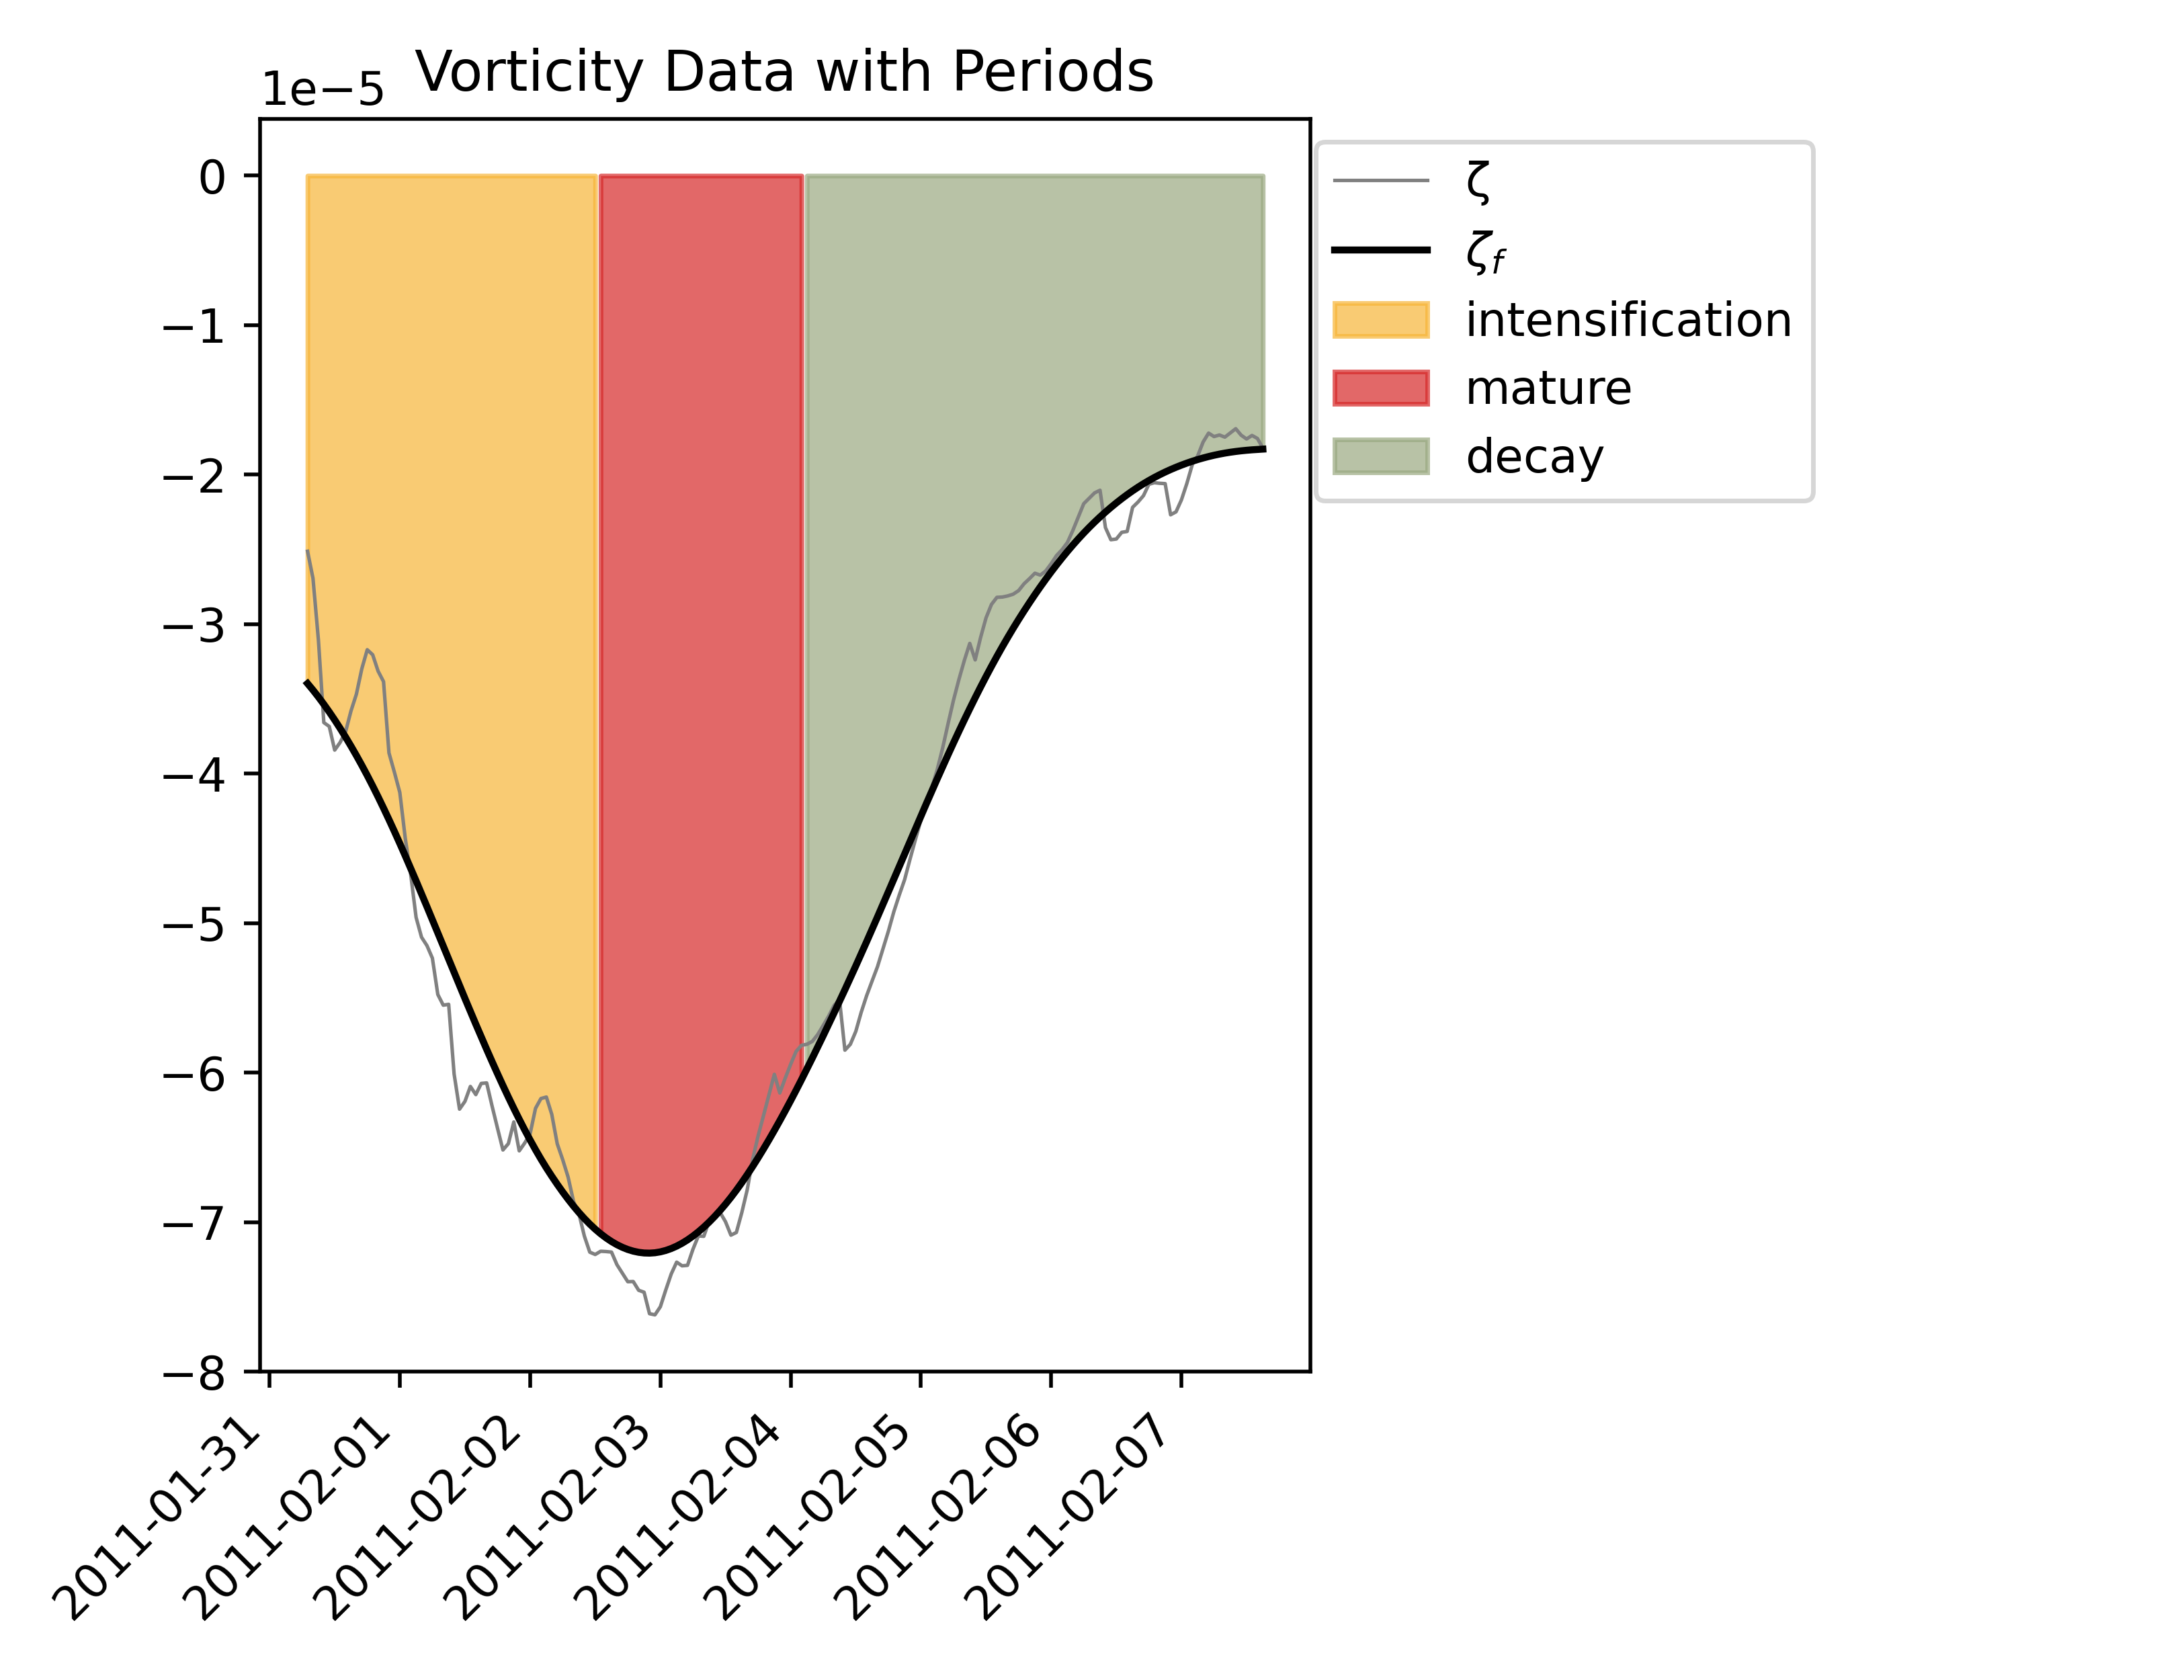 Vorticity Data with Periods
1e−5
0
−1
−2
−3
−4
−5
−6
−7
−8
2011-01-31
2011-02-01
2011-02-02
2011-02-03
2011-02-04
2011-02-05
2011-02-06
2011-02-07
ζ
ζf
intensification
mature
decay